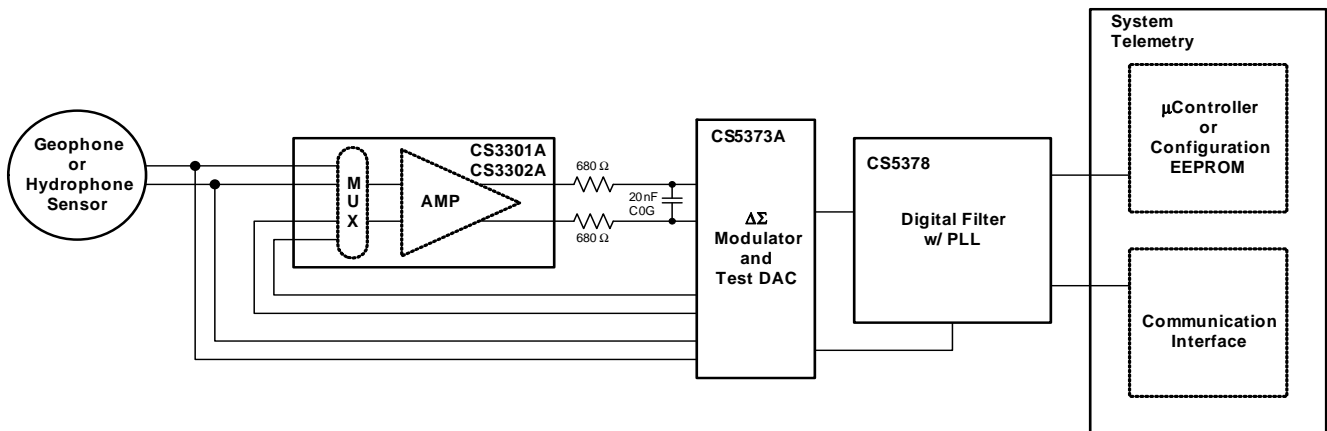 System
Telemetry
μController
or
Configuration
EEPROM
Communication
Interface
Geophone
or
Hydrophone
Sensor
M
U
X
CS3301A
CS3302A
AMP
680 Ω
680 Ω
20nF
C0G
CS5373A
ΔΣ
Modulator
and
Test DAC
CS5378
Digital Filter
w/ PLL